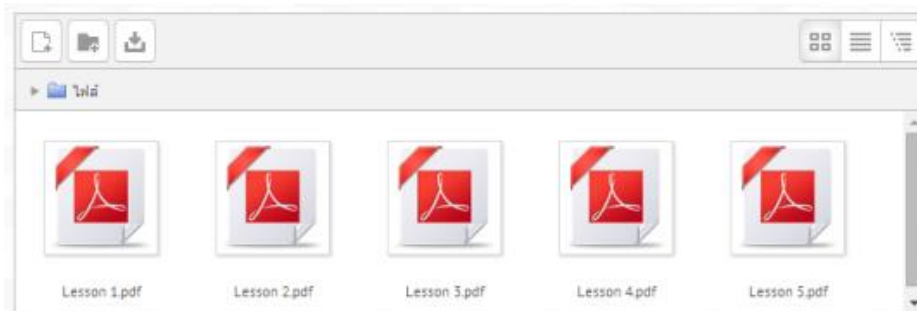 ไฟล์
Lesson 1.pdf
Lesson 2.pdf
Lesson 3.pdf
Lesson 4.pdf
Lesson 5.pdf